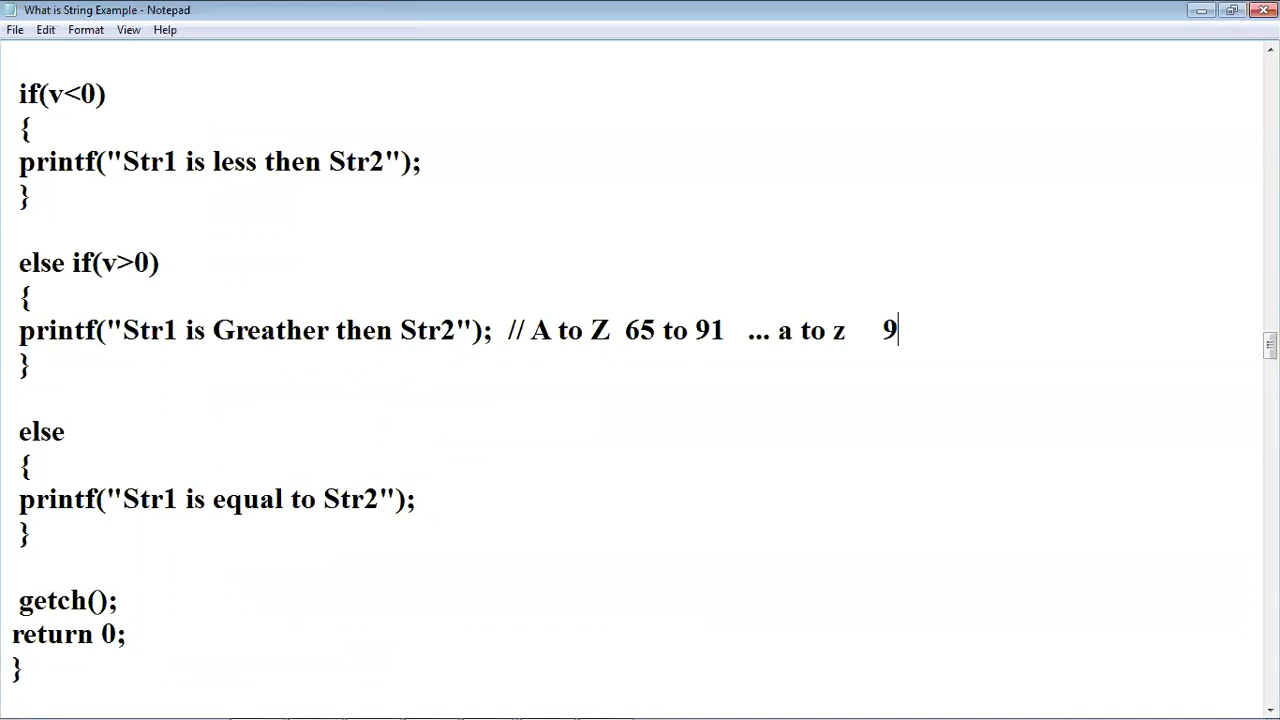 What is String Example - Notepad
File Edit Format View Help
if(v<0)
{
printf("Str1 is less then Str2");
}
else if(v>0)
{
printf("Str1 is Greather then Str2");  // A to Z  65 to 91   ... a to z     9
}
else
{
printf("Str1 is equal to Str2");
}
getch();
return 0;
}